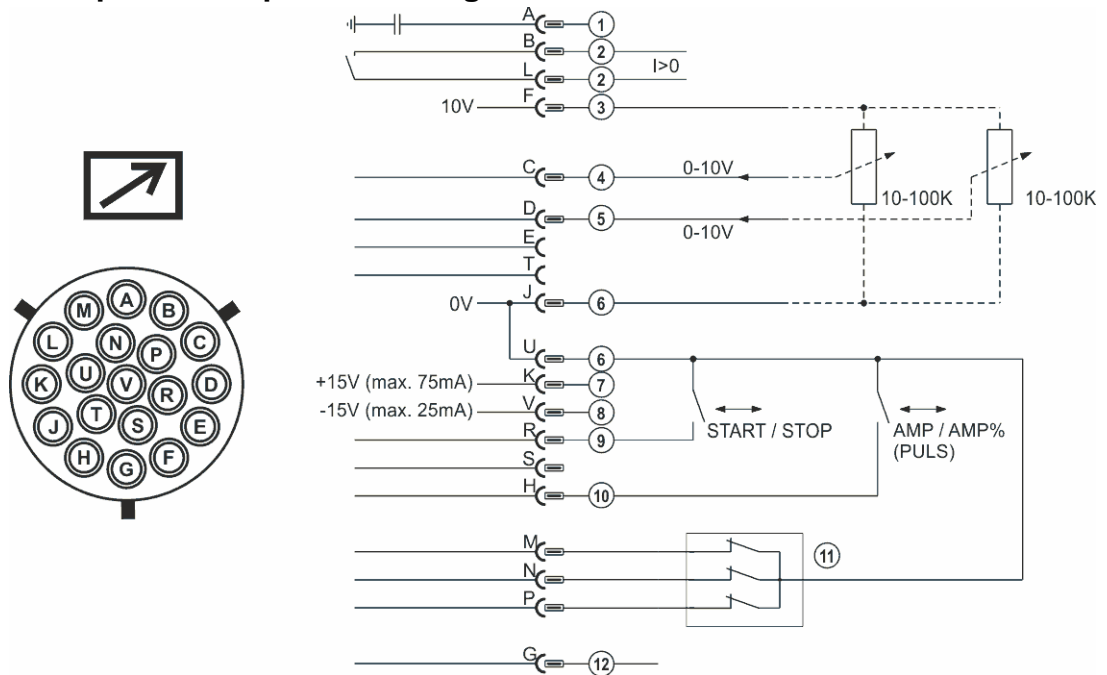 A 1
B 2
L 2 I>0
10V F 3
C 4 0-10V
10-100K 10-100K
D 5
0-10V
E
T
0V J 6
U 6
+15V (max. 75mA) K 7
-15V (max. 25mA) V 8
R 9 START / STOP AMP / AMP%
(PULS)
S
H 10
M 11
N
P
G 12
A
M B
L N P C
K U V R D
J T S E
H G F